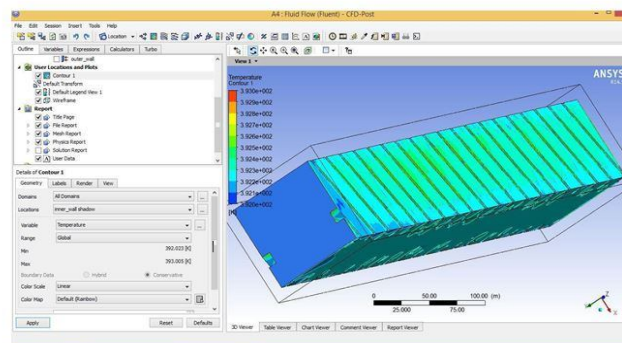 A4 : Fluid Flow (Fluent) - CFD-Post
File Edit Session Insert Tools Help
Location
Outline Variables Expressions Calculators Turbo
outer_wall
User Locations and Plots
Contour 1
Default Transform
Default Legend View 1
Wireframe
Report
Title Page
File Report
Mesh Report
Physics Report
Solution Report
User Data
Details of Contour 1
Geometry Labels Render View
Domains All Domains
Locations inner_wall shadow
Variable Temperature
Range Global
Min 392.023 [K]
Max 393.005 [K]
Boundary Data Hybrid Conservative
Color Scale Linear
Color Map Default (Rainbow)
Apply Reset Defaults
View 1
Temperature
Contour 1
3.930e+002
3.929e+002
3.928e+002
3.927e+002
3.926e+002
3.925e+002
3.924e+002
3.923e+002
3.922e+002
3.921e+002
3.920e+002
[K]
ANSYS
0 50.00 100.00 (m)
25.000 75.00
Z
Y
X
3D Viewer Table Viewer Chart Viewer Comment Viewer Report Viewer